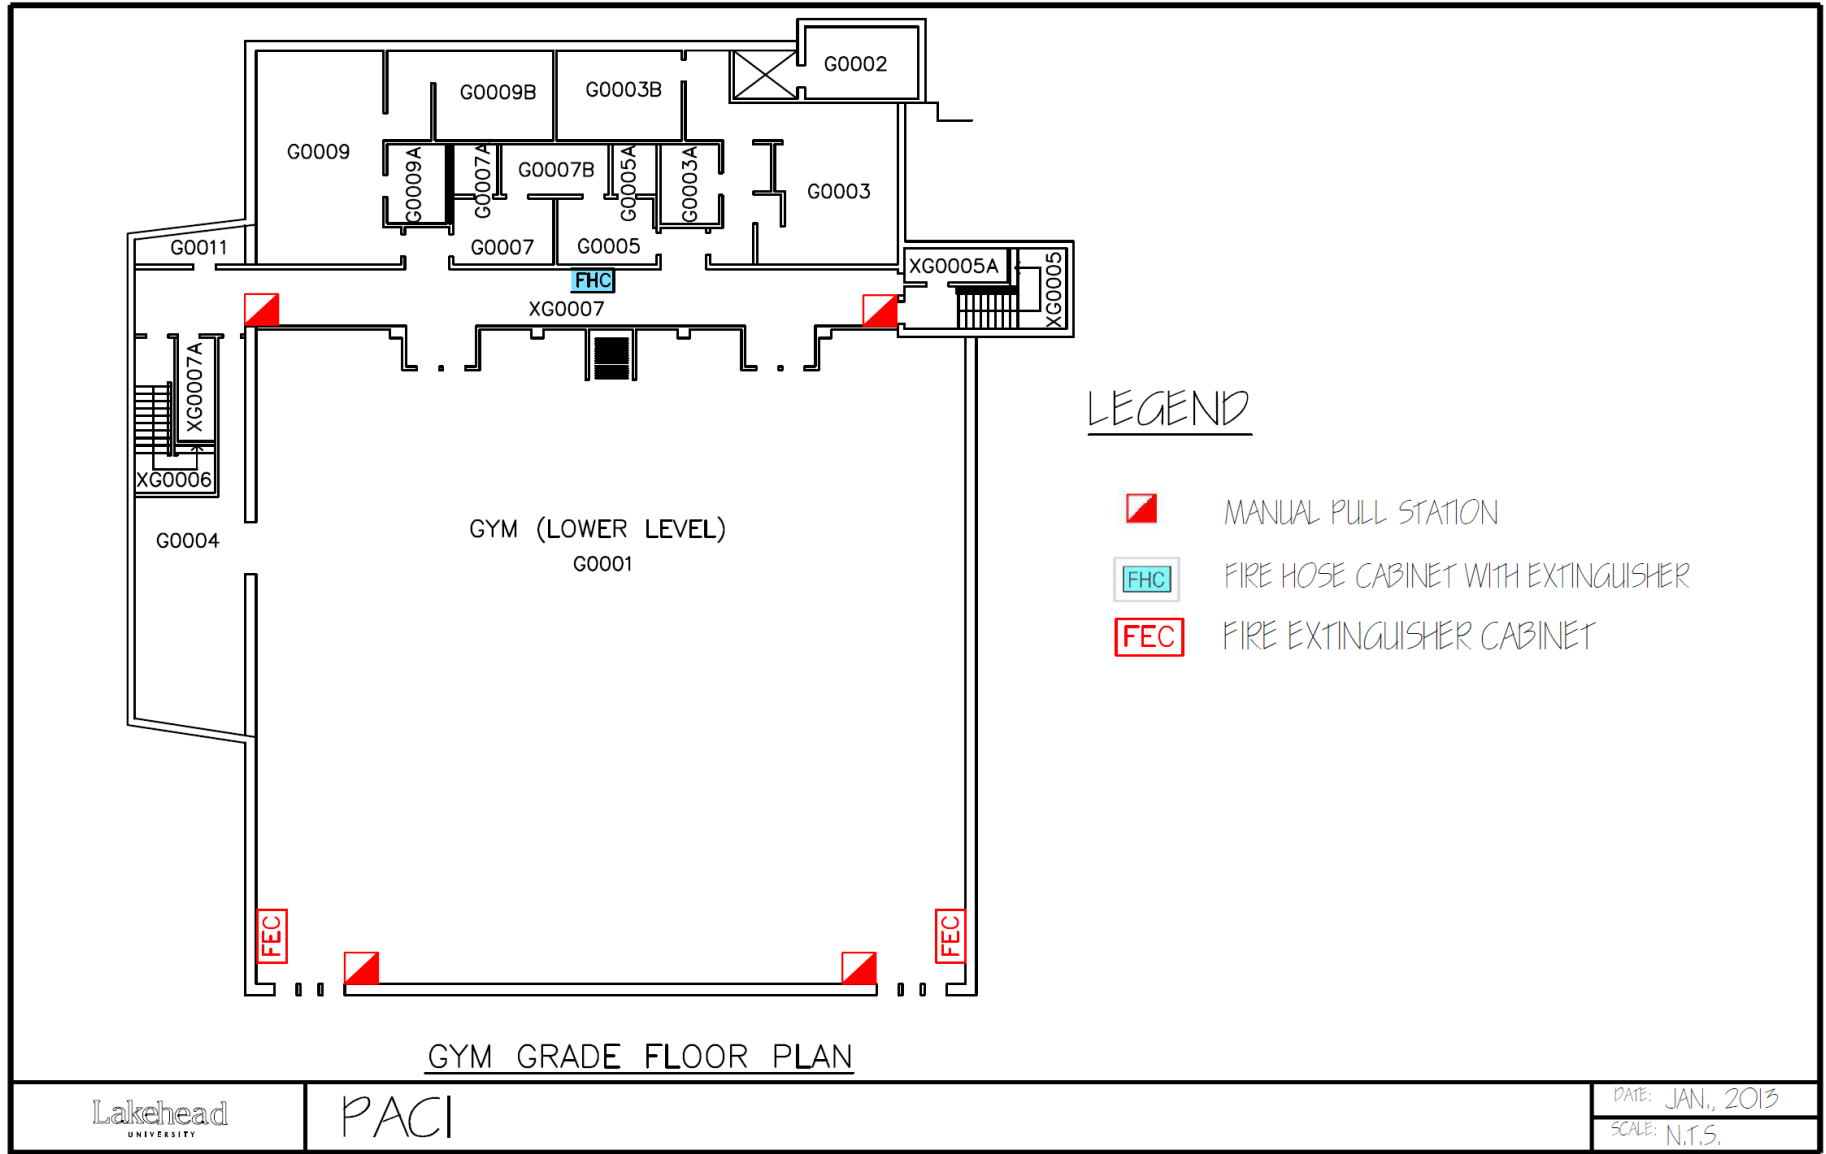 G0002
G0009B
G0003B
G0009
G0009A
G0007A
G0007B
G0005A
G0003A
G0003
G0011
G0007
G0005
XG0005A
XG0005
FHC
XG0007
XG0007A
XG0006
G0004
GYM (LOWER LEVEL)
G0001
LEGEND
MANUAL PULL STATION
FHC FIRE HOSE CABINET WITH EXTINGUISHER
FEC FIRE EXTINGUISHER CABINET
FEC
FEC
GYM GRADE FLOOR PLAN
Lakehead
UNIVERSITY
PACI
DATE: JAN., 2013
SCALE: N.T.S.